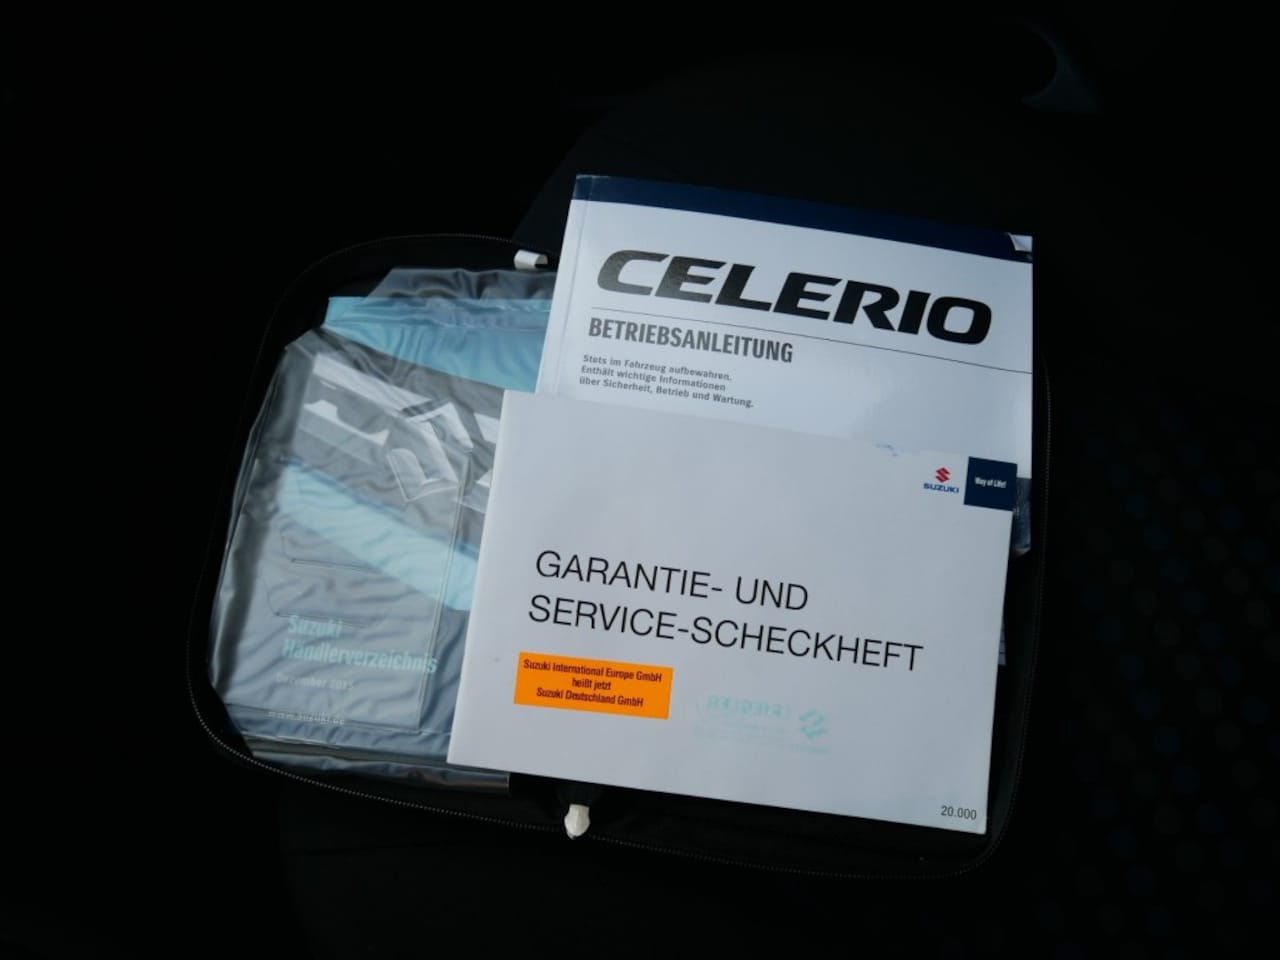 CELERIO
BETRIEBSANLEITUNG
Stets im Fahrzeug aufbewahren.
Enthält wichtige Informationen
über Sicherheit, Betrieb und Wartung.
SUZUKI
Way of Life!
GARANTIE- UND
SERVICE-SCHECKHEFT
Suzuki International Europe GmbH
heißt jetzt
Suzuki Deutschland GmbH
RIEGLER
20.000
Suzuki
Händlerverzeichnis
Dezember
www.suzuki.de